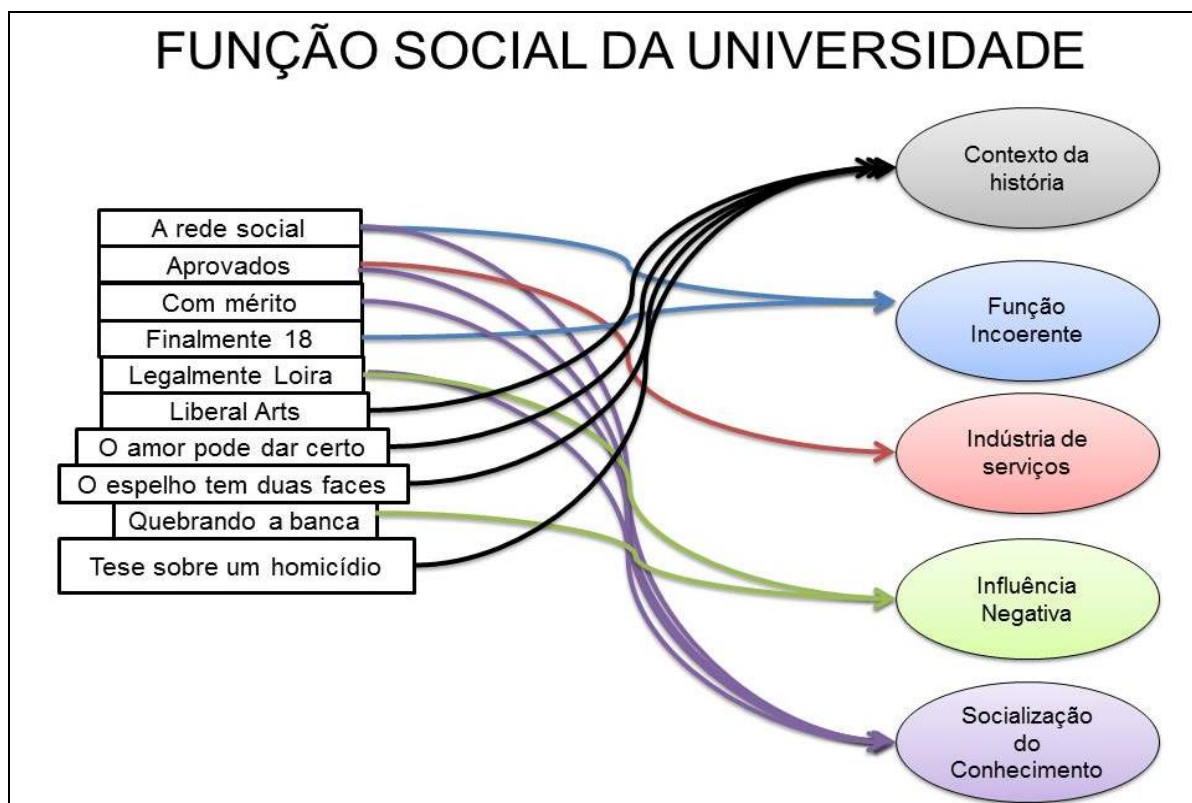 FUNÇÃO SOCIAL DA UNIVERSIDADE
A rede social
Aprovados
Com mérito
Finalmente 18
Legalmente Loira
Liberal Arts
O amor pode dar certo
O espelho tem duas faces
Quebrando a banca
Tese sobre um homicídio
Contexto da
história
Função
Incoerente
Indústria de
serviços
Influência
Negativa
Socialização
do
Conhecimento